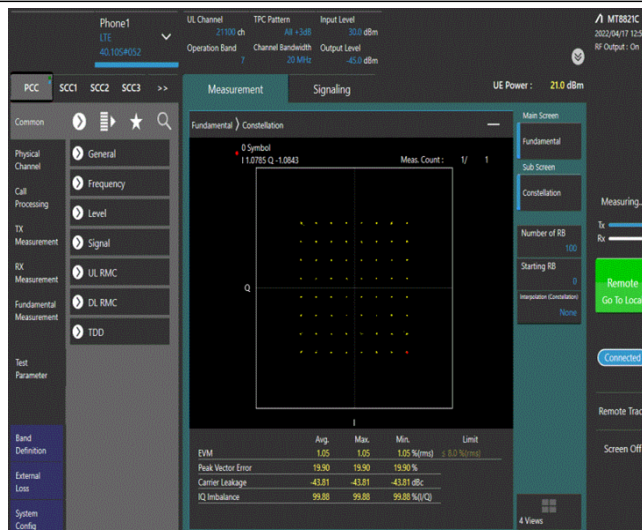 Phone1
LTE
40.10S#052
UL Channel TPC Pattern Input Level
21100 ch All +3dB 30.0 dBm
Operation Band Channel Bandwidth Output Level
7 20 MHz -45.0 dBm
MT8821C
2022/04/17 12:5
RF Output : On
PCC SCC1 SCC2 SCC3 >>
Measurement Signaling
UE Power : 21.0 dBm
Common
Physical
Channel
Call
Processing
TX
Measurement
RX
Measurement
Fundamental
Measurement
Test
Parameter
Band
Definition
External
Loss
System
Config
General
Frequency
Level
Signal
UL RMC
DL RMC
TDD
Fundamental Constellation
0 Symbol
I 1.0785 Q -1.0843 Meas. Count : 1/ 1
Q
I
Avg. Max. Min. Limit
EVM 1.05 1.05 1.05 %(rms) ≤ 8.0 %(rms)
Peak Vector Error 19.90 19.90 19.90 %
Carrier Leakage -43.81 -43.81 -43.81 dBc
IQ Imbalance 99.88 99.88 99.88 %(I/Q)
Main Screen
Fundamental
Sub Screen
Constellation
Number of RB
100
Starting RB
0
Interpolation (Constellation)
None
4 Views
Measuring..
Tx
Rx
Remote
Go To Loca
Connected
Remote Trac
Screen Off